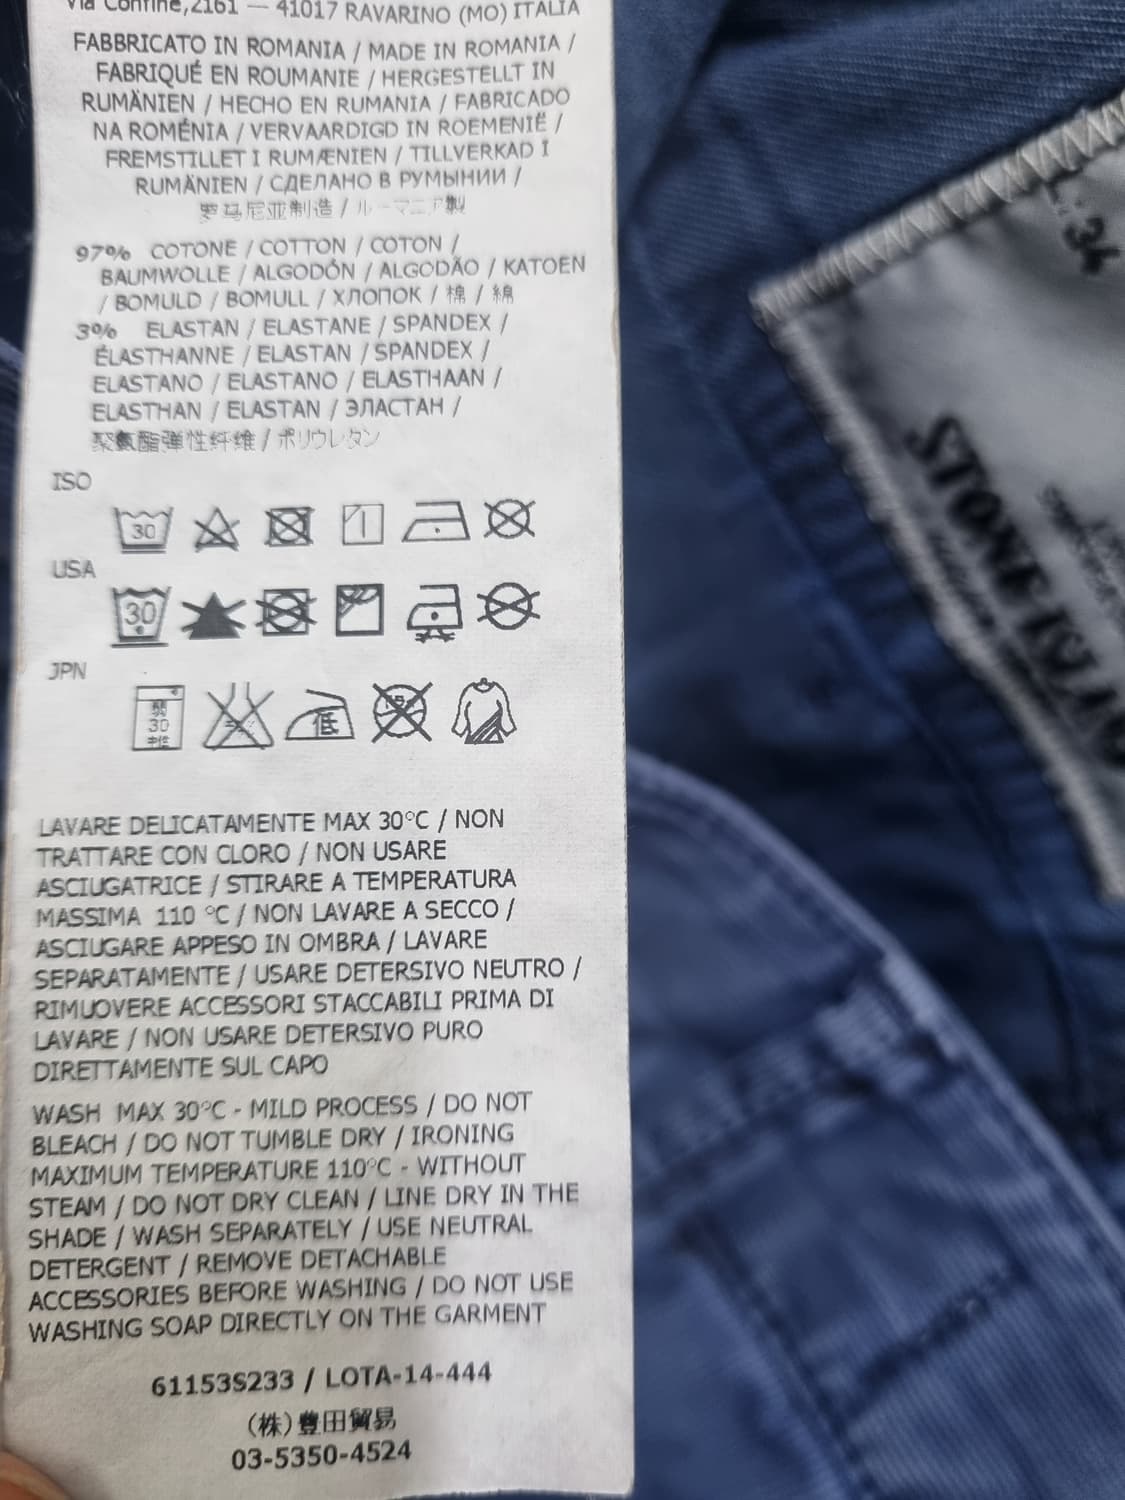 Via Confine,2161 — 41017 RAVARINO (MO) ITALIA
FABBRICATO IN ROMANIA / MADE IN ROMANIA /
FABRIQUÉ EN ROUMANIE / HERGESTELLT IN
RUMÄNIEN / HECHO EN RUMANIA / FABRICADO
NA ROMÉNIA / VERVAARDIGD IN ROEMENIË /
FREMSTILLET I RUMÆNIEN / TILLVERKAD I
RUMÄNIEN / СДЕЛАНО В РУМЫНИИ /
罗马尼亚制造 / ルーマニア製
97% COTONE / COTTON / COTON /
BAUMWOLLE / ALGODÓN / ALGODÃO / KATOEN
/ BOMULD / BOMULL / ХЛОПОК / 棉 / 綿
3% ELASTAN / ELASTANE / SPANDEX /
ÉLASTHANNE / ELASTAN / SPANDEX /
ELASTANO / ELASTANO / ELASTHAAN /
ELASTHAN / ELASTAN / ЭЛАСТАН /
聚氨酯弹性纤维 / ポリウレタン
ISO
30
USA
30
JPN
弱
30
中性
低
LAVARE DELICATAMENTE MAX 30°C / NON
TRATTARE CON CLORO / NON USARE
ASCIUGATRICE / STIRARE A TEMPERATURA
MASSIMA 110 °C / NON LAVARE A SECCO /
ASCIUGARE APPESO IN OMBRA / LAVARE
SEPARATAMENTE / USARE DETERSIVO NEUTRO /
RIMUOVERE ACCESSORI STACCABILI PRIMA DI
LAVARE / NON USARE DETERSIVO PURO
DIRETTAMENTE SUL CAPO
WASH MAX 30°C - MILD PROCESS / DO NOT
BLEACH / DO NOT TUMBLE DRY / IRONING
MAXIMUM TEMPERATURE 110°C - WITHOUT
STEAM / DO NOT DRY CLEAN / LINE DRY IN THE
SHADE / WASH SEPARATELY / USE NEUTRAL
DETERGENT / REMOVE DETACHABLE
ACCESSORIES BEFORE WASHING / DO NOT USE
WASHING SOAP DIRECTLY ON THE GARMENT
61153S233 / LOTA-14-444
(株)豊田貿易
03-5350-4524
34
STONE ISLA